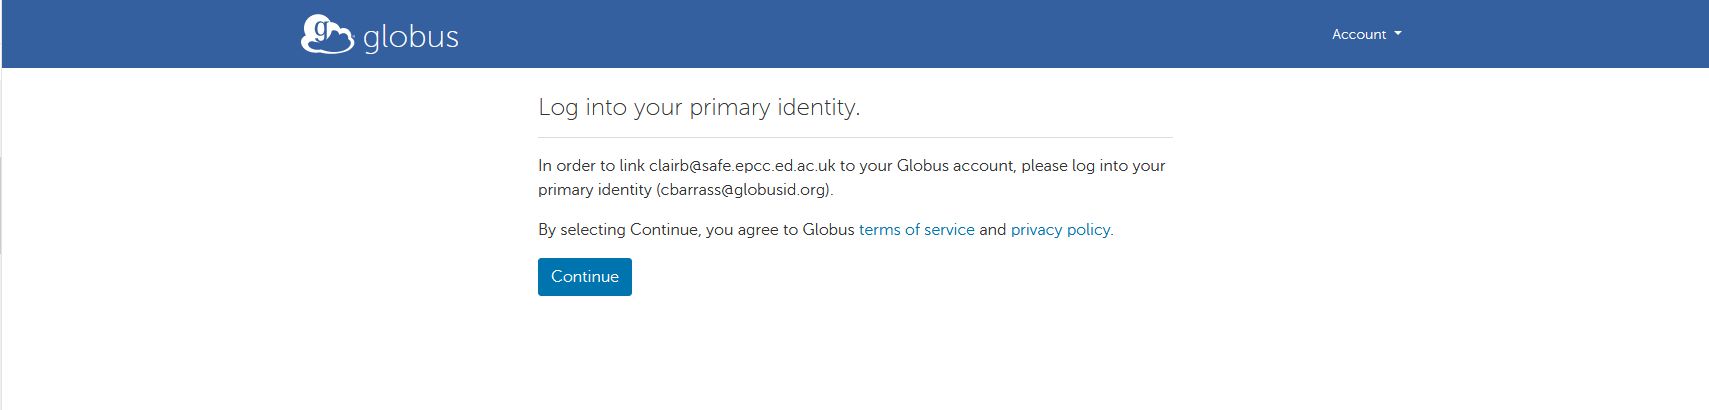 globus
Account
Log into your primary identity.
In order to link clairb@safe.epcc.ed.ac.uk to your Globus account, please log into your
primary identity (cbarrass@globusid.org).
By selecting Continue, you agree to Globus terms of service and privacy policy.
Continue